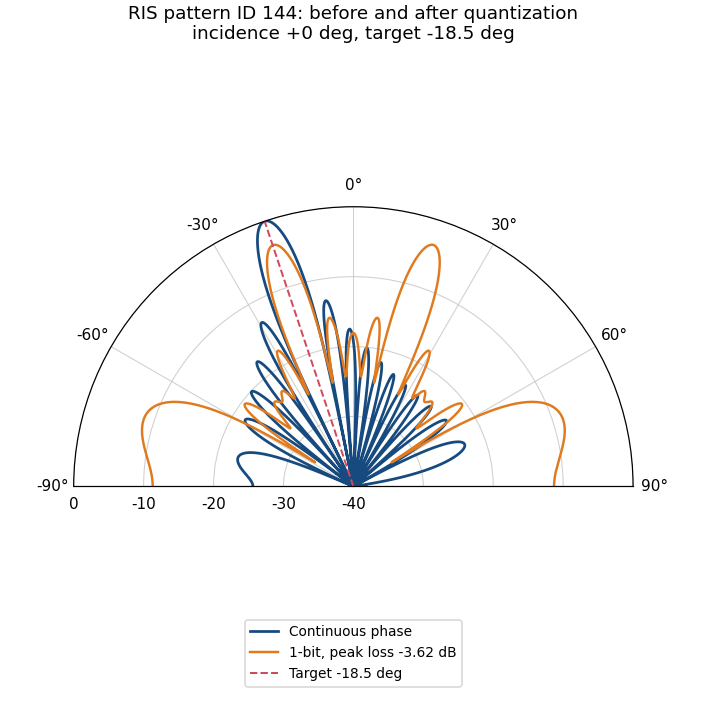 RIS pattern ID 144: before and after quantization
incidence +0 deg, target -18.5 deg
0°
-30°
30°
-60°
60°
-90°
90°
0
-10
-20
-30
-40
Continuous phase
1-bit, peak loss -3.62 dB
Target -18.5 deg